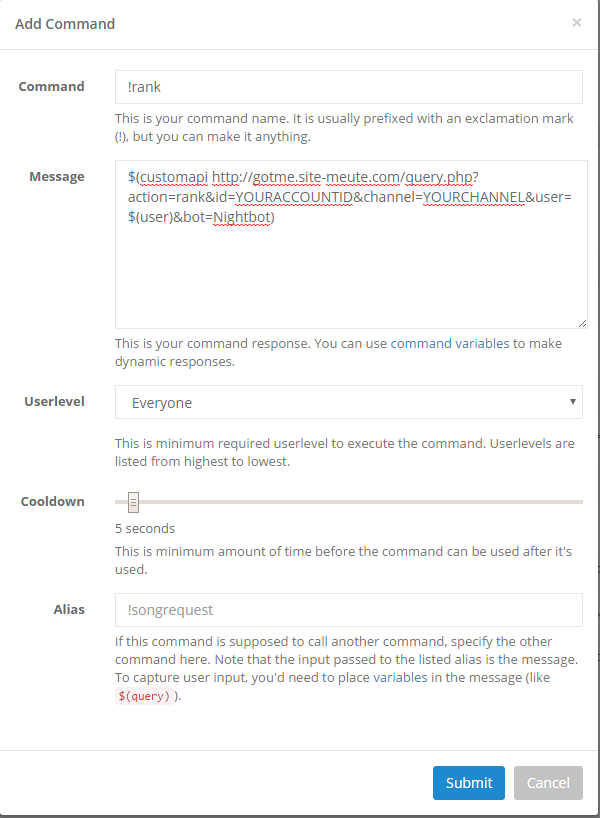 Add Command
×
Command
!rank
This is your command name. It is usually prefixed with an exclamation mark
(!), but you can make it anything.
Message
$(customapi http://gotme.site-meute.com/query.php?
action=rank&id=YOURACCOUNTID&channel=YOURCHANNEL&user=
$(user)&bot=Nightbot)
This is your command response. You can use command variables to make
dynamic responses.
Userlevel
Everyone
This is minimum required userlevel to execute the command. Userlevels are
listed from highest to lowest.
Cooldown
5 seconds
This is minimum amount of time before the command can be used after it's
used.
Alias
!songrequest
If this command is supposed to call another command, specify the other
command here. Note that the input passed to the listed alias is the message.
To capture user input, you'd need to place variables in the message (like
$(query) ).
Submit
Cancel